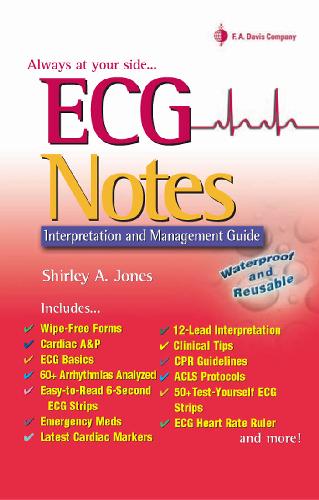 F. A. Davis Company
Always at your side...
ECG
Notes
Interpretation and Management Guide
Shirley A. Jones
Waterproof
and
Reusable
Includes...
Wipe-Free Forms
Cardiac A&P
ECG Basics
60+ Arrhythmias Analyzed
Easy-to-Read 6-Second
ECG Strips
Emergency Meds
Latest Cardiac Markers
12-Lead Interpretation
Clinical Tips
CPR Guidelines
ACLS Protocols
50+Test-Yourself ECG
Strips
ECG Heart Rate Ruler
and more!